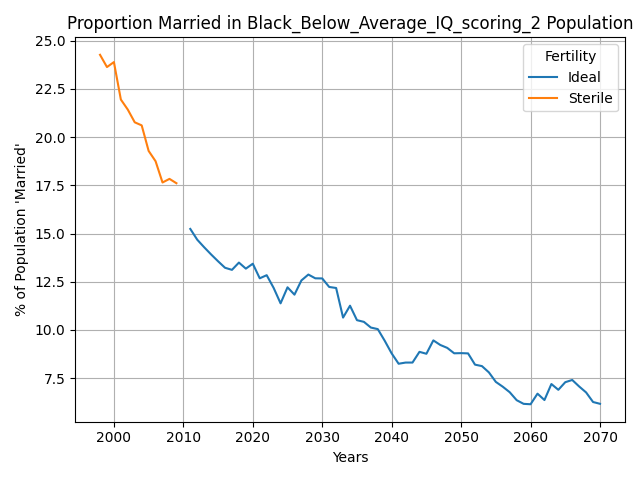 Proportion Married in Black_Below_Average_IQ_scoring_2 Population
% of Population 'Married'
25.0
22.5
20.0
17.5
15.0
12.5
10.0
7.5
Fertility
Ideal
Sterile
2000 2010 2020 2030 2040 2050 2060 2070
Years